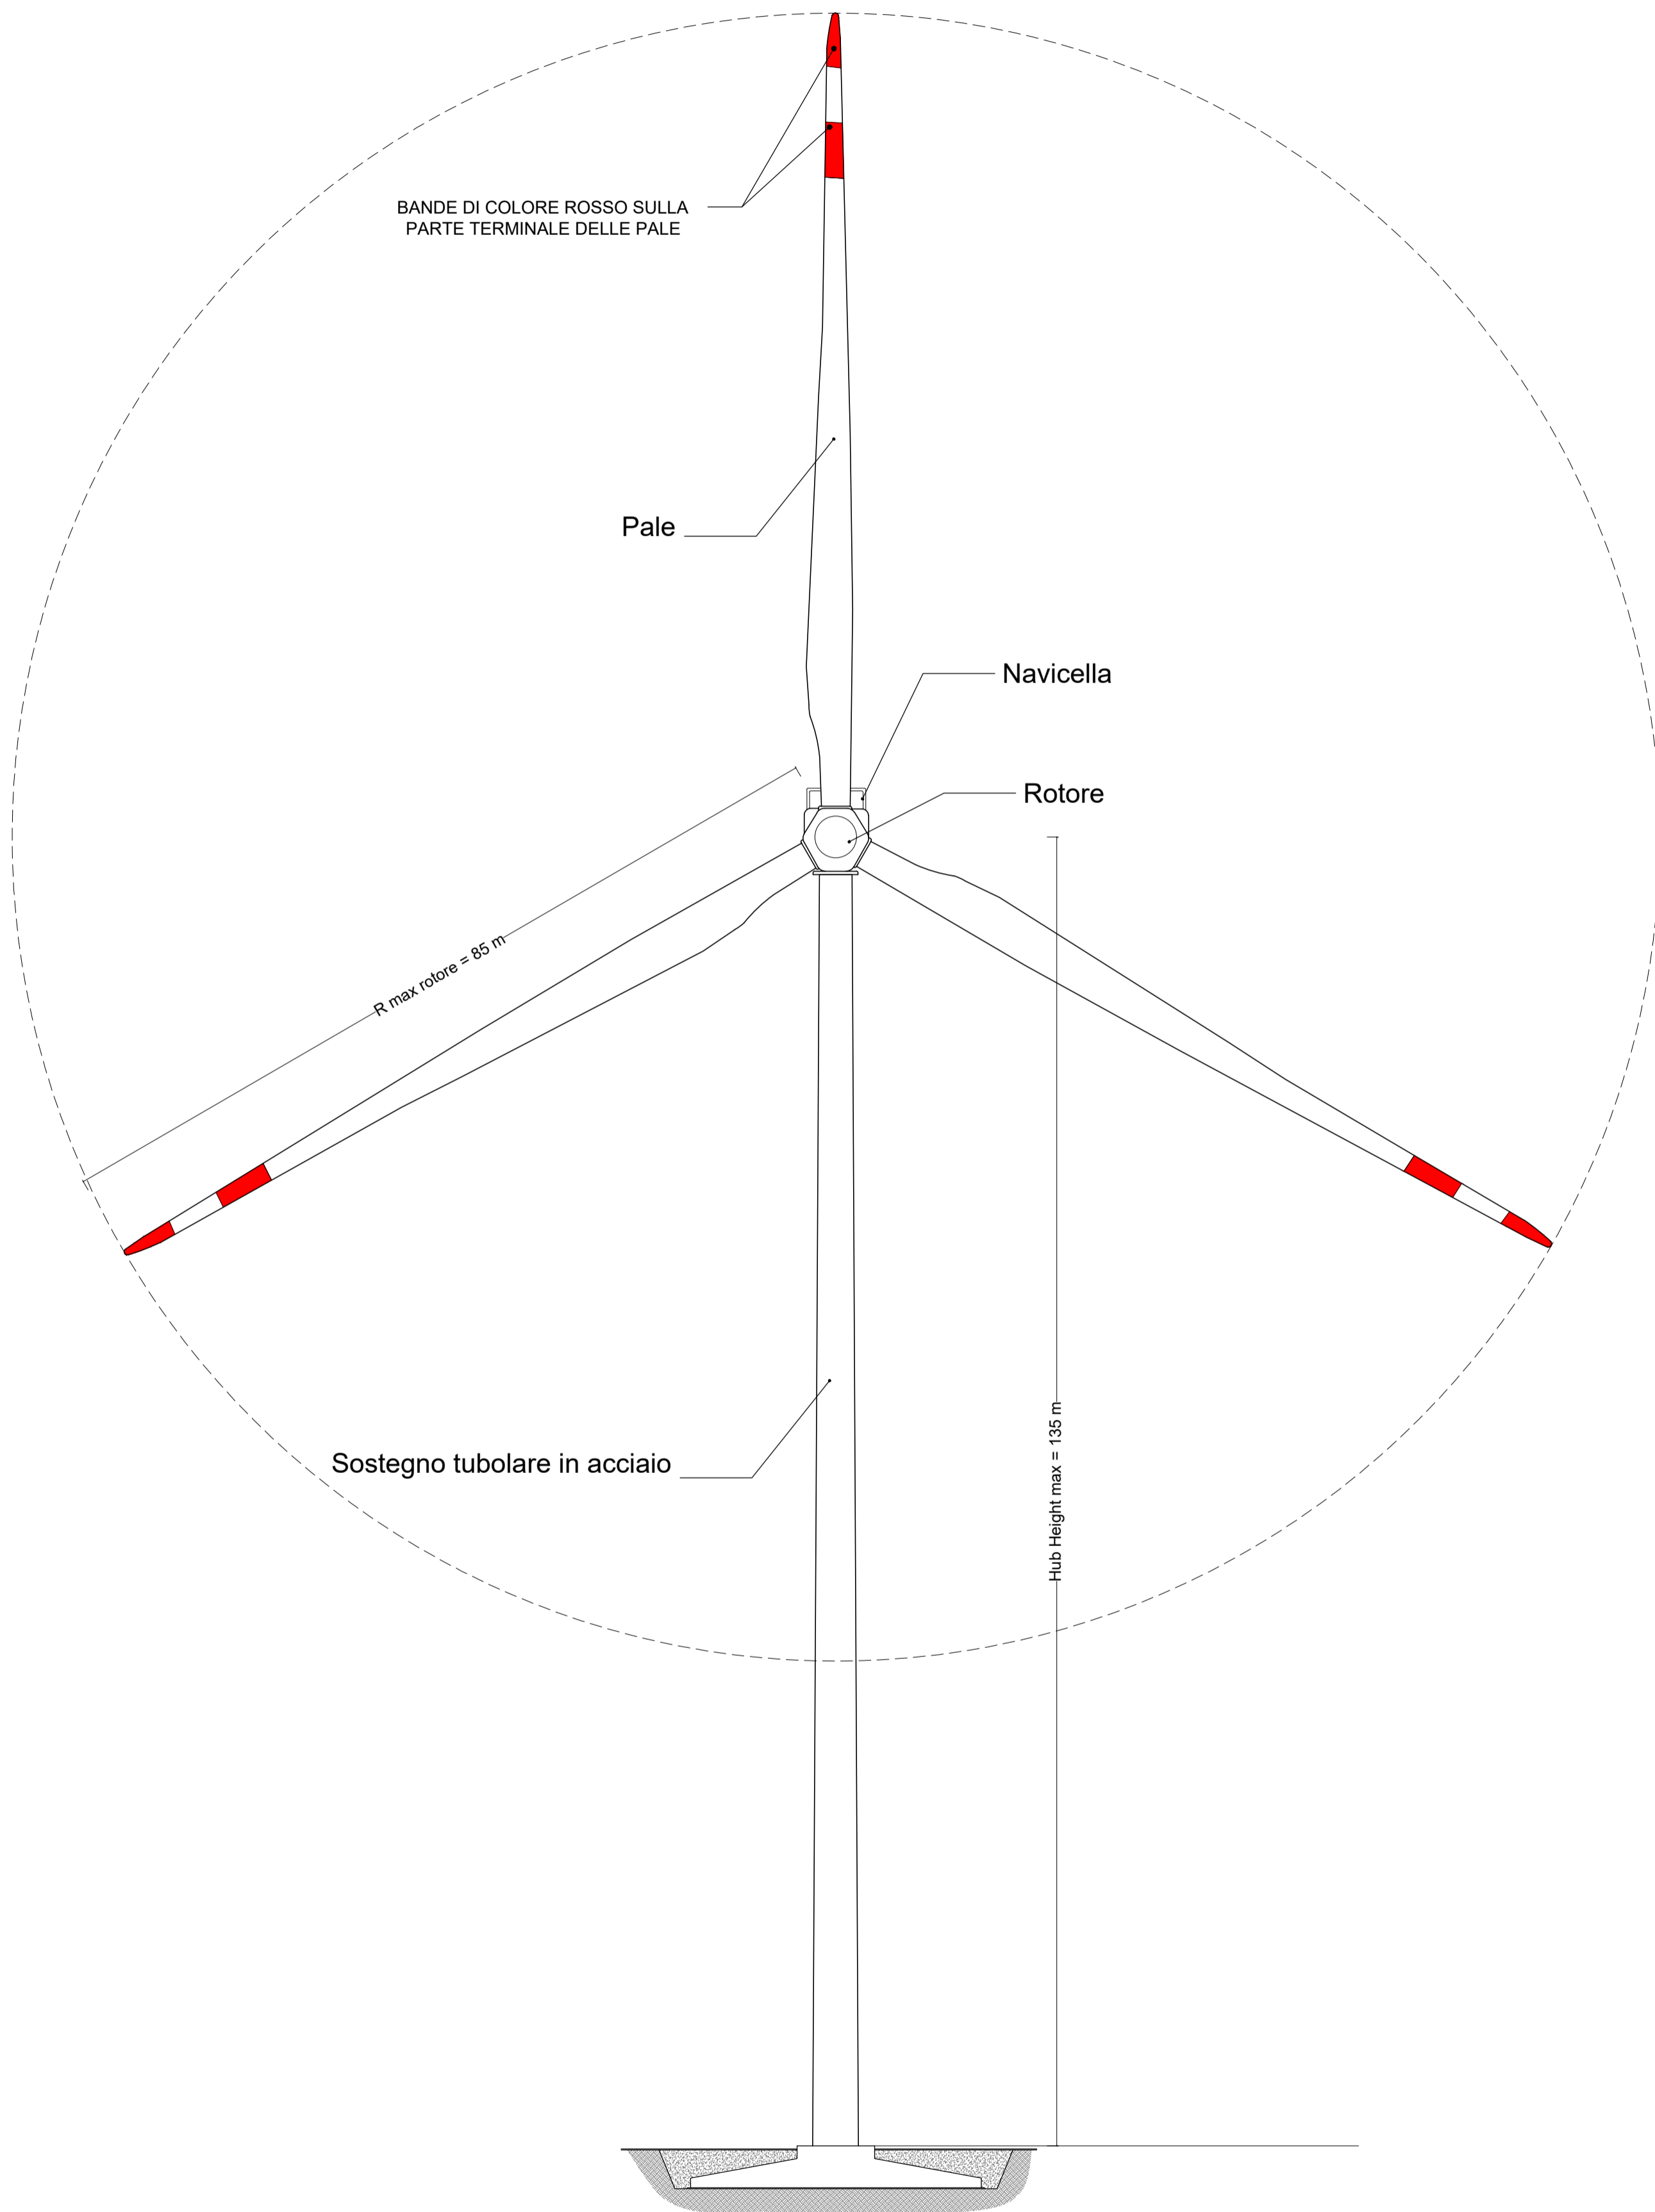 BANDE DI COLORE ROSSO SULLA
PARTE TERMINALE DELLE PALE
Pale
Navicella
Rotore
R max rotore = 85 m
Sostegno tubolare in acciaio
Hub Height max = 135 m